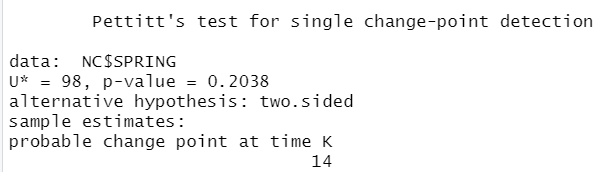 Pettitt's test for single change-point detection
data: NC$SPRING
U* = 98, p-value = 0.2038
alternative hypothesis: two.sided
sample estimates:
probable change point at time K
14